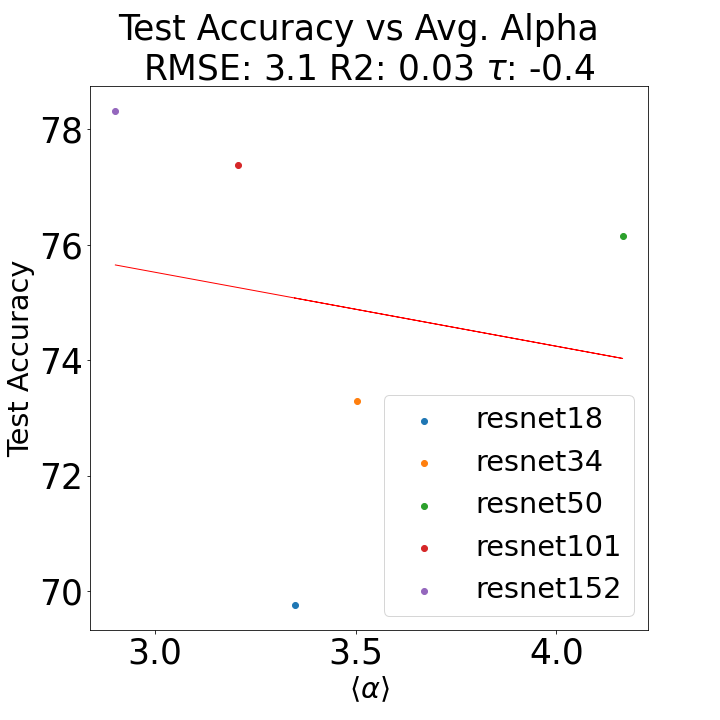 Test Accuracy vs Avg. Alpha
RMSE: 3.1 R2: 0.03 τ: -0.4
Test Accuracy
78
76
74
72
70
resnet18
resnet34
resnet50
resnet101
resnet152
3.0 3.5 4.0
⟨α⟩